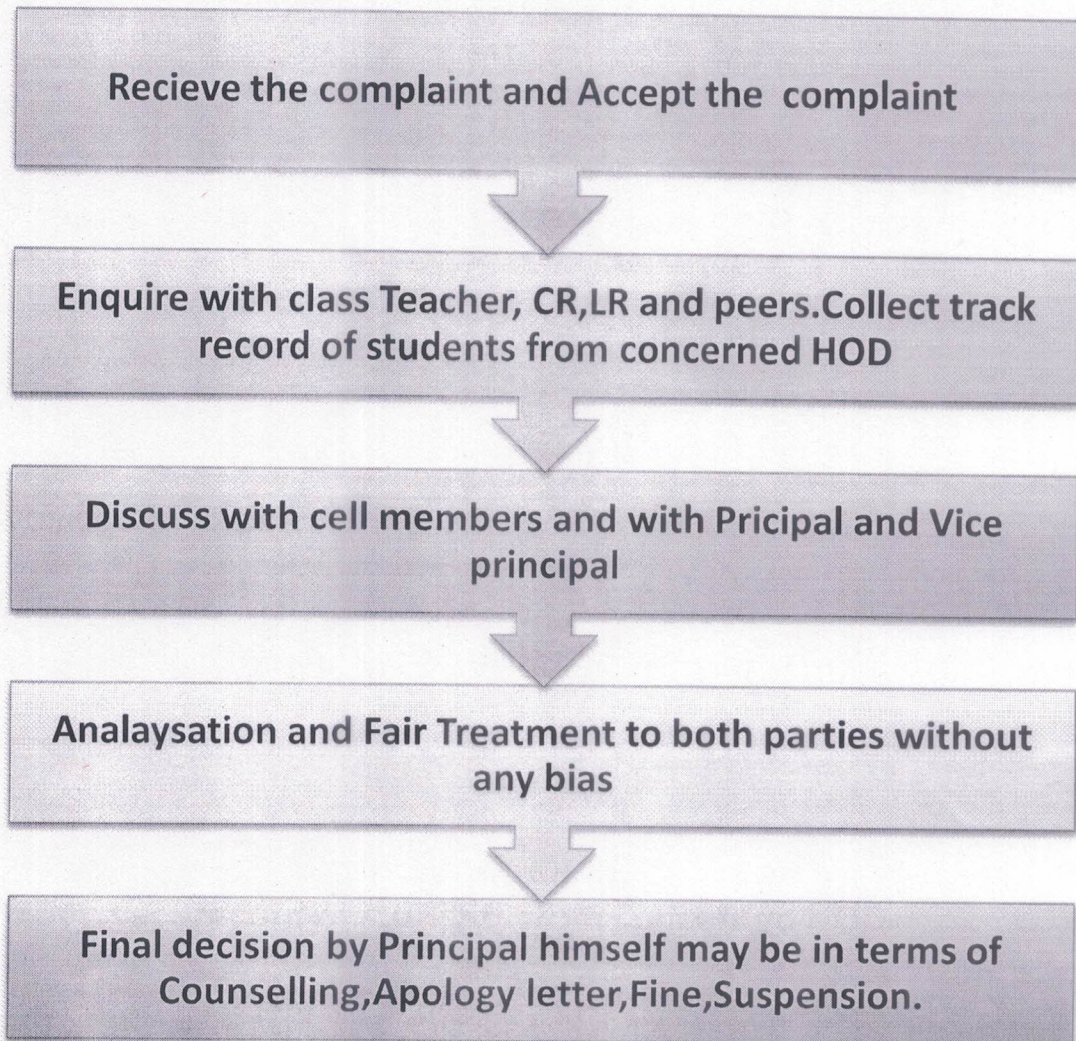 Recieve the complaint and Accept the complaint
Enquire with class Teacher, CR,LR and peers.Collect track
record of students from concerned HOD
Discuss with cell members and with Pricipal and Vice
principal
Analaysation and Fair Treatment to both parties without
any bias
Final decision by Principal himself may be in terms of
Counselling,Apology letter,Fine,Suspension.